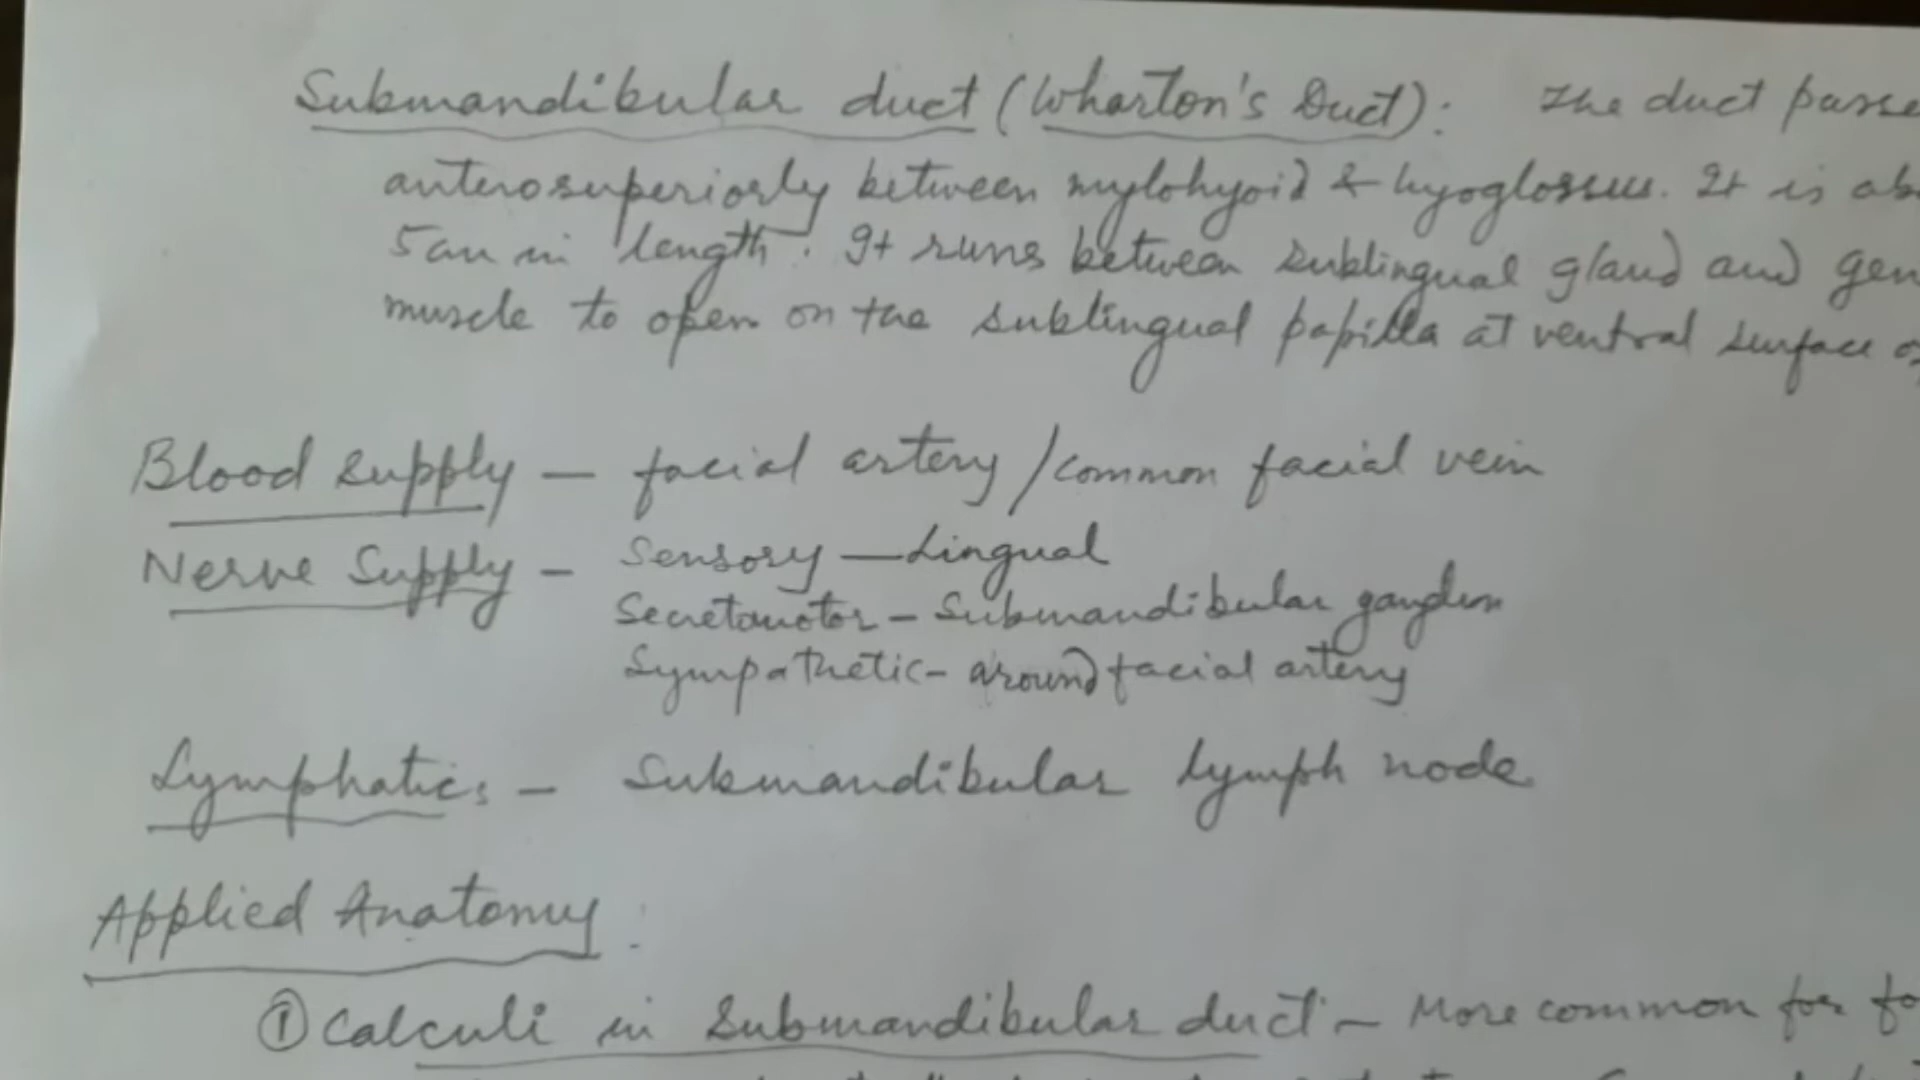 Submandibular duct (Wharton's Duct): The duct passe
anterosuperiorly between mylohyoid & hyoglossus. It is ab
5cm in length. It runs between sublingual gland and gen
muscle to open on the sublingual papilla at ventral surface of
Blood supply - facial artery / common facial vein
Nerve Supply - Sensory - Lingual
Secretomotor - Submandibular ganglion
Sympathetic - around facial artery
Lymphatics - Submandibular lymph node
Applied Anatomy:
① Calculi in Submandibular duct - More common for fo